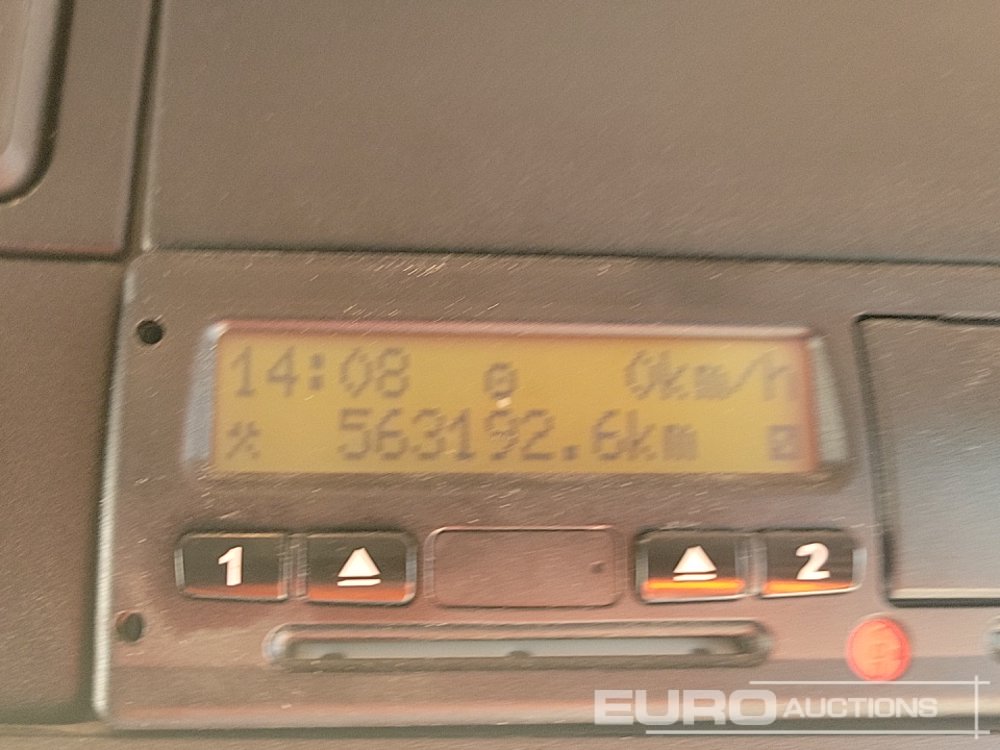 14:08 0km/h
563192.6km
1 2
EURO AUCTIONS